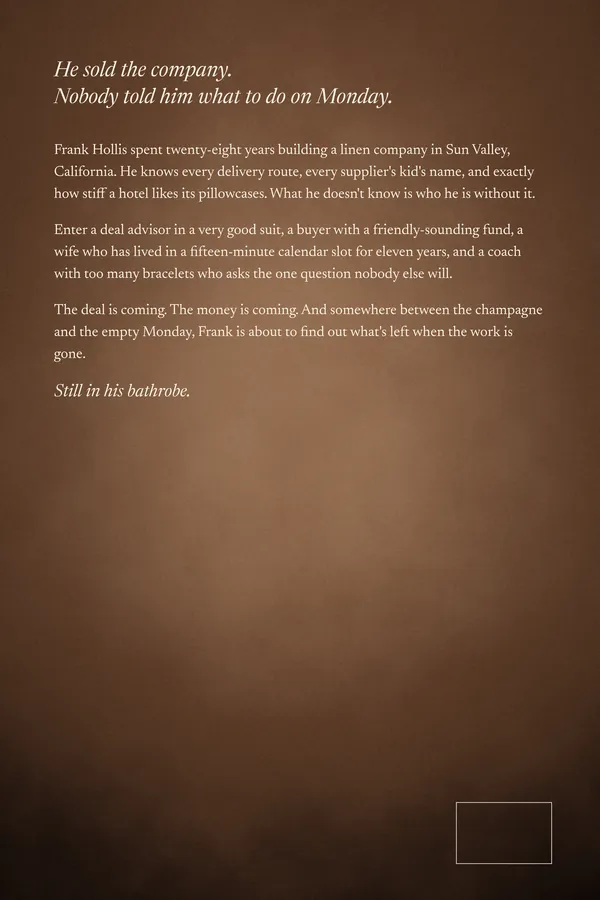 He sold the company.
Nobody told him what to do on Monday.
Frank Hollis spent twenty-eight years building a linen company in Sun Valley,
California. He knows every delivery route, every supplier's kid's name, and exactly
how stiff a hotel likes its pillowcases. What he doesn't know is who he is without it.
Enter a deal advisor in a very good suit, a buyer with a friendly-sounding fund, a
wife who has lived in a fifteen-minute calendar slot for eleven years, and a coach
with too many bracelets who asks the one question nobody else will.
The deal is coming. The money is coming. And somewhere between the champagne
and the empty Monday, Frank is about to find out what's left when the work is
gone.
Still in his bathrobe.